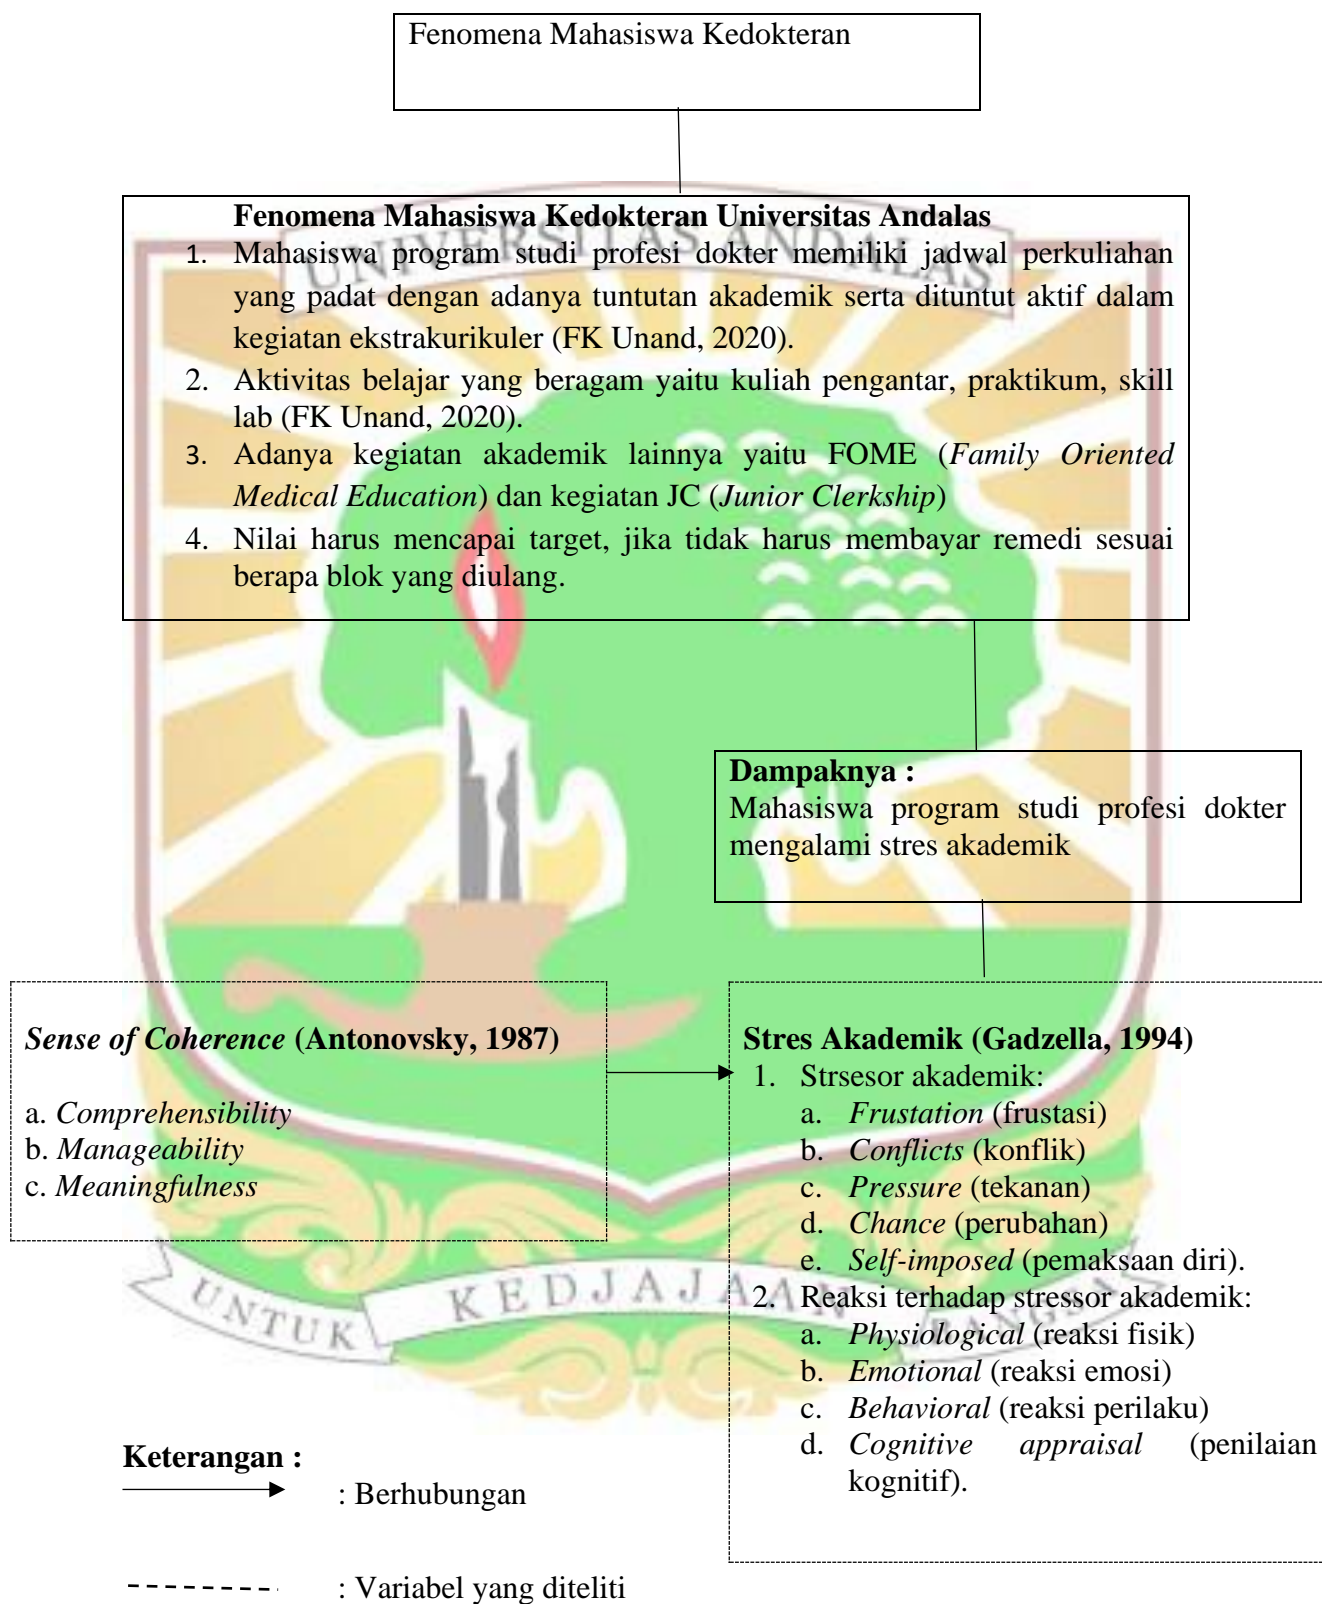 Fenomena Mahasiswa Kedokteran
Fenomena Mahasiswa Kedokteran Universitas Andalas
UNIVERSITAS ANDALAS
1. Mahasiswa program studi profesi dokter memiliki jadwal perkuliahan
yang padat dengan adanya tuntutan akademik serta dituntut aktif dalam
kegiatan ekstrakurikuler (FK Unand, 2020).
2. Aktivitas belajar yang beragam yaitu kuliah pengantar, praktikum, skill
lab (FK Unand, 2020).
3. Adanya kegiatan akademik lainnya yaitu FOME (Family Oriented
Medical Education) dan kegiatan JC (Junior Clerkship)
4. Nilai harus mencapai target, jika tidak harus membayar remedi sesuai
berapa blok yang diulang.
Dampaknya :
Mahasiswa program studi profesi dokter
mengalami stres akademik
Sense of Coherence (Antonovsky, 1987)
a. Comprehensibility
b. Manageability
c. Meaningfulness
Stres Akademik (Gadzella, 1994)
1. Strsesor akademik:
a. Frustation (frustasi)
b. Conflicts (konflik)
c. Pressure (tekanan)
d. Chance (perubahan)
e. Self-imposed (pemaksaan diri).
2. Reaksi terhadap stressor akademik:
a. Physiological (reaksi fisik)
b. Emotional (reaksi emosi)
c. Behavioral (reaksi perilaku)
d. Cognitive appraisal (penilaian
kognitif).
UNTUK KEDJAJAAN BANGSA
Keterangan :
: Berhubungan
: Variabel yang diteliti